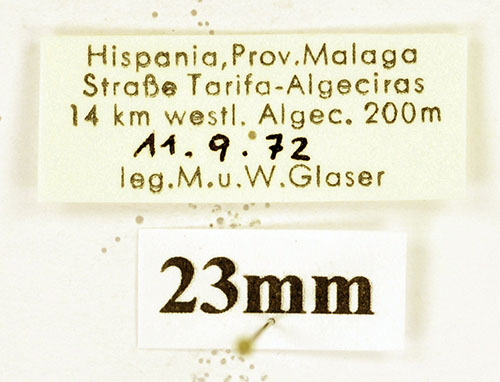 Hispania,Prov.Malaga
Straße Tarifa-Algeciras
14 km westl. Algec. 200m
11.9.72
leg.M.u.W.Glaser
23mm